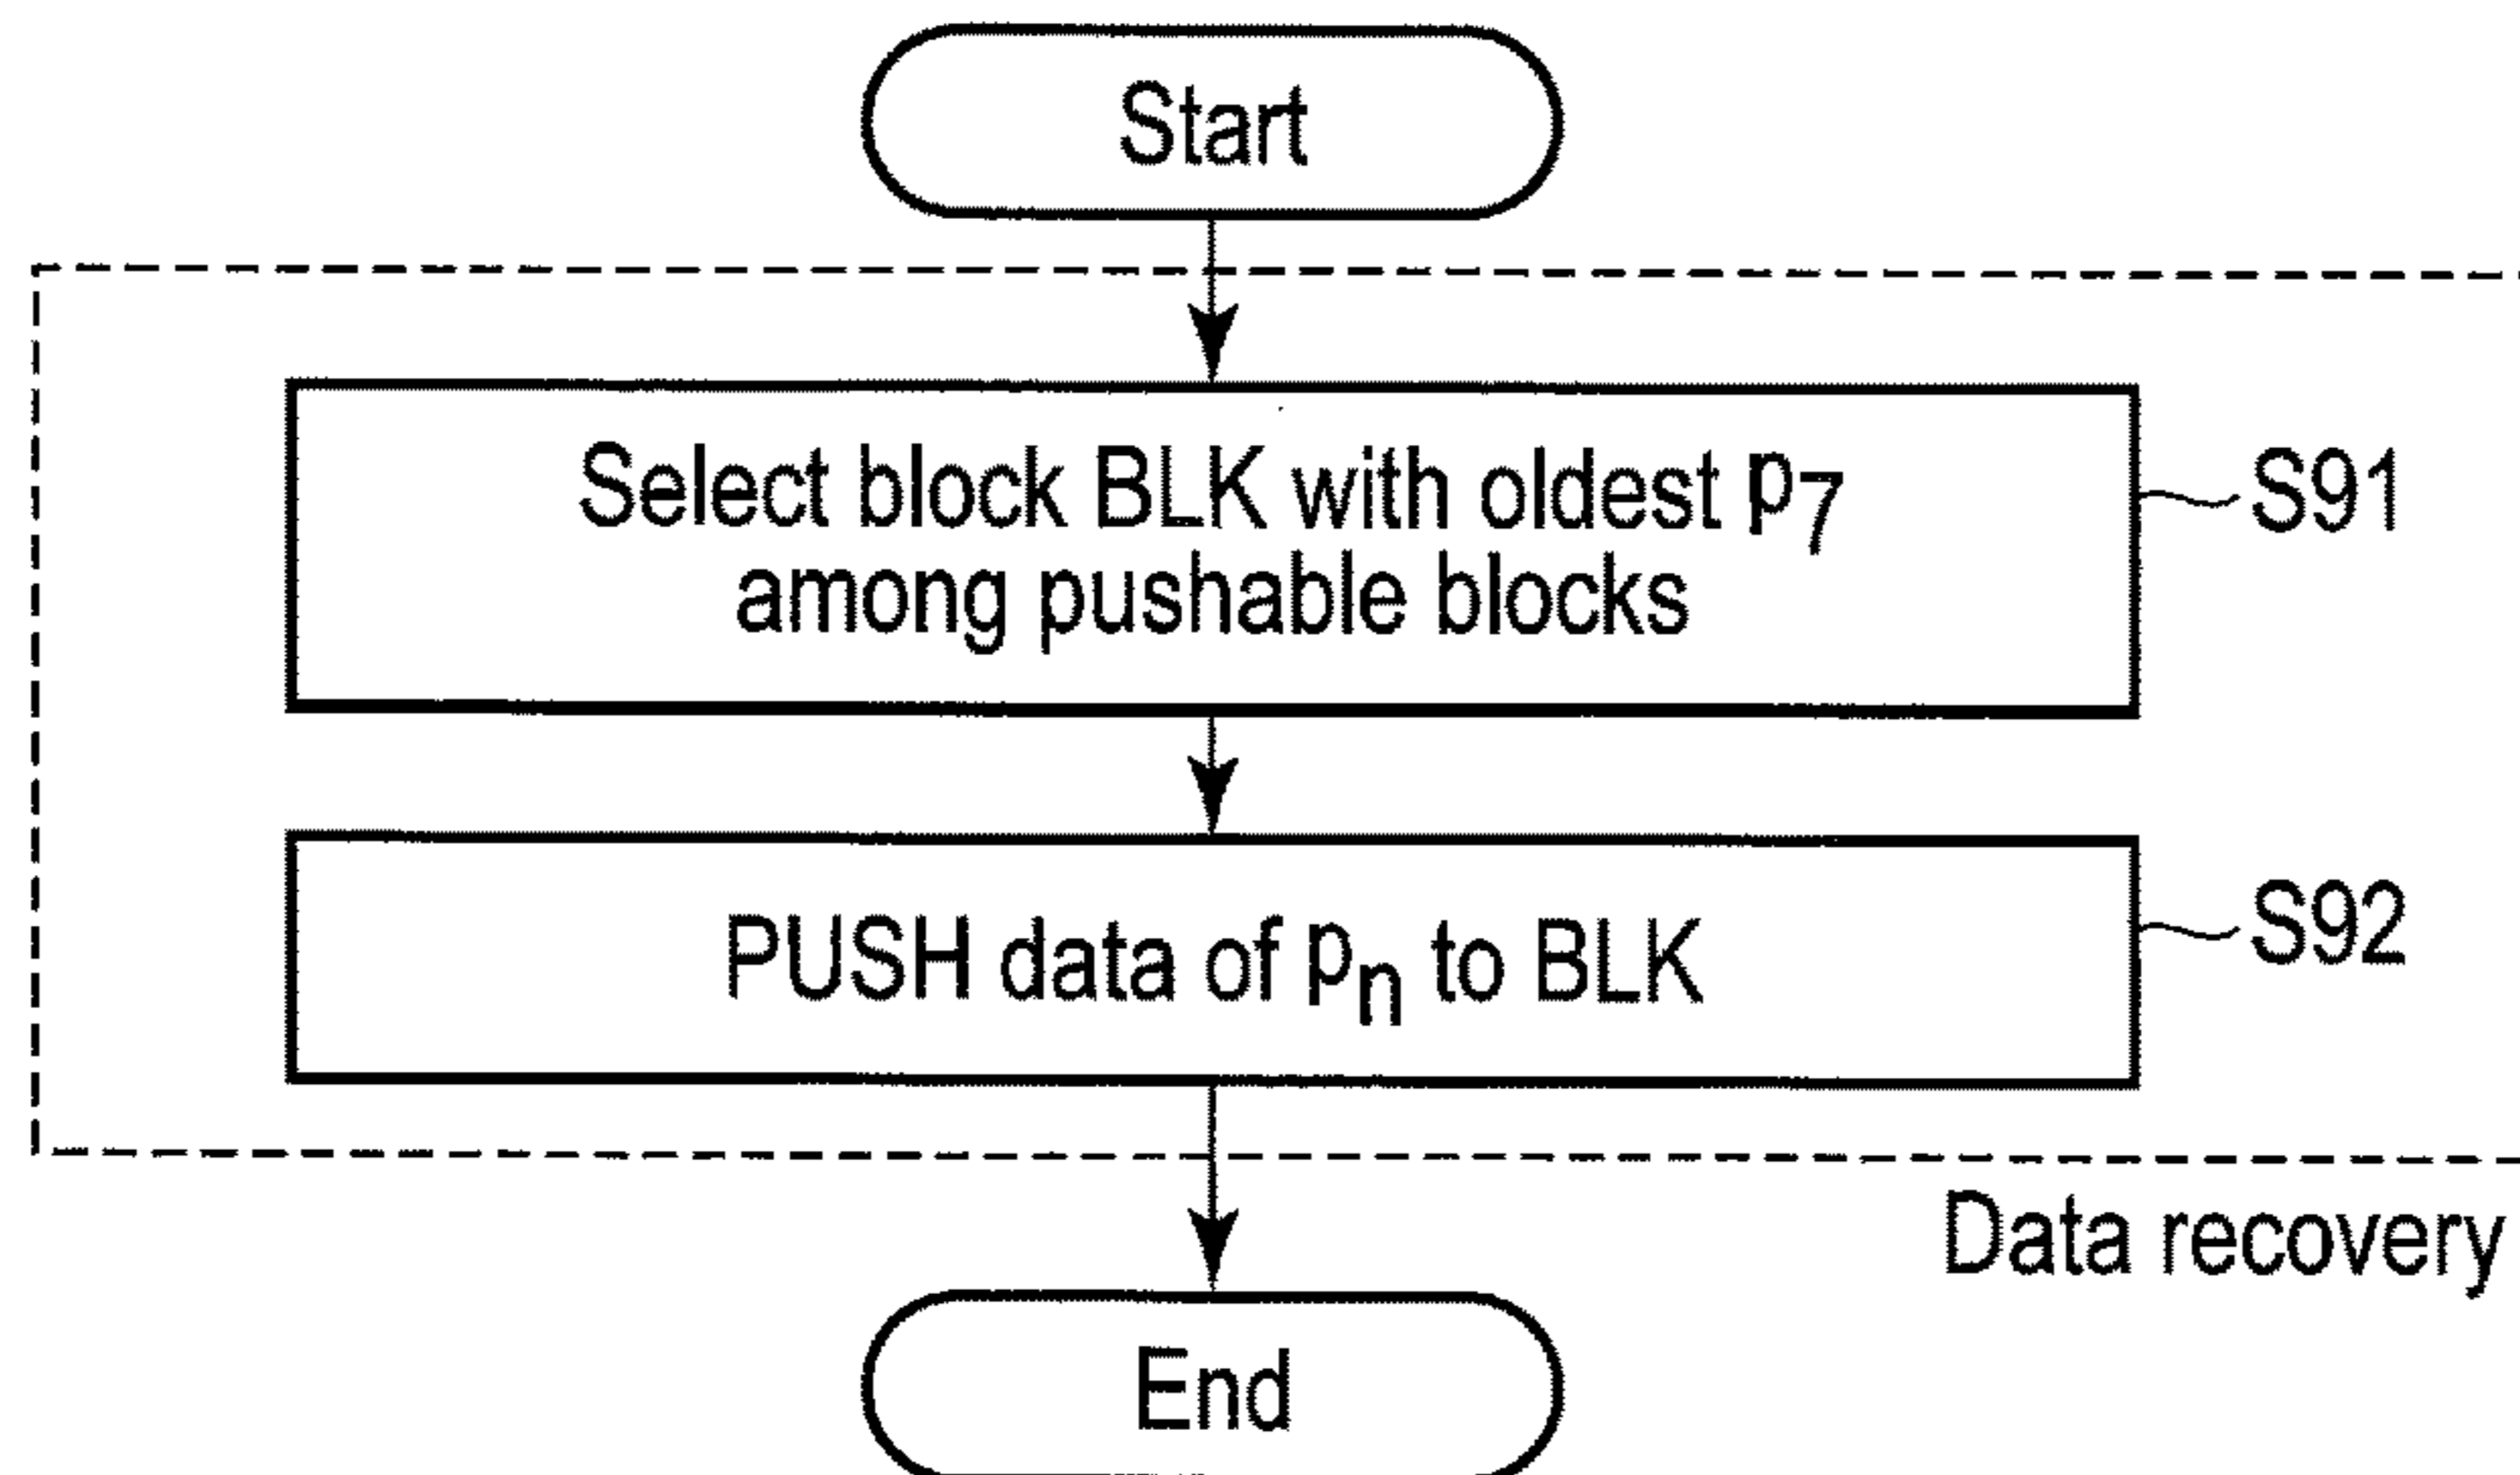 Start
Select block BLK with oldest p7
among pushable blocks
S91
PUSH data of pn to BLK
S92
Data recovery
End